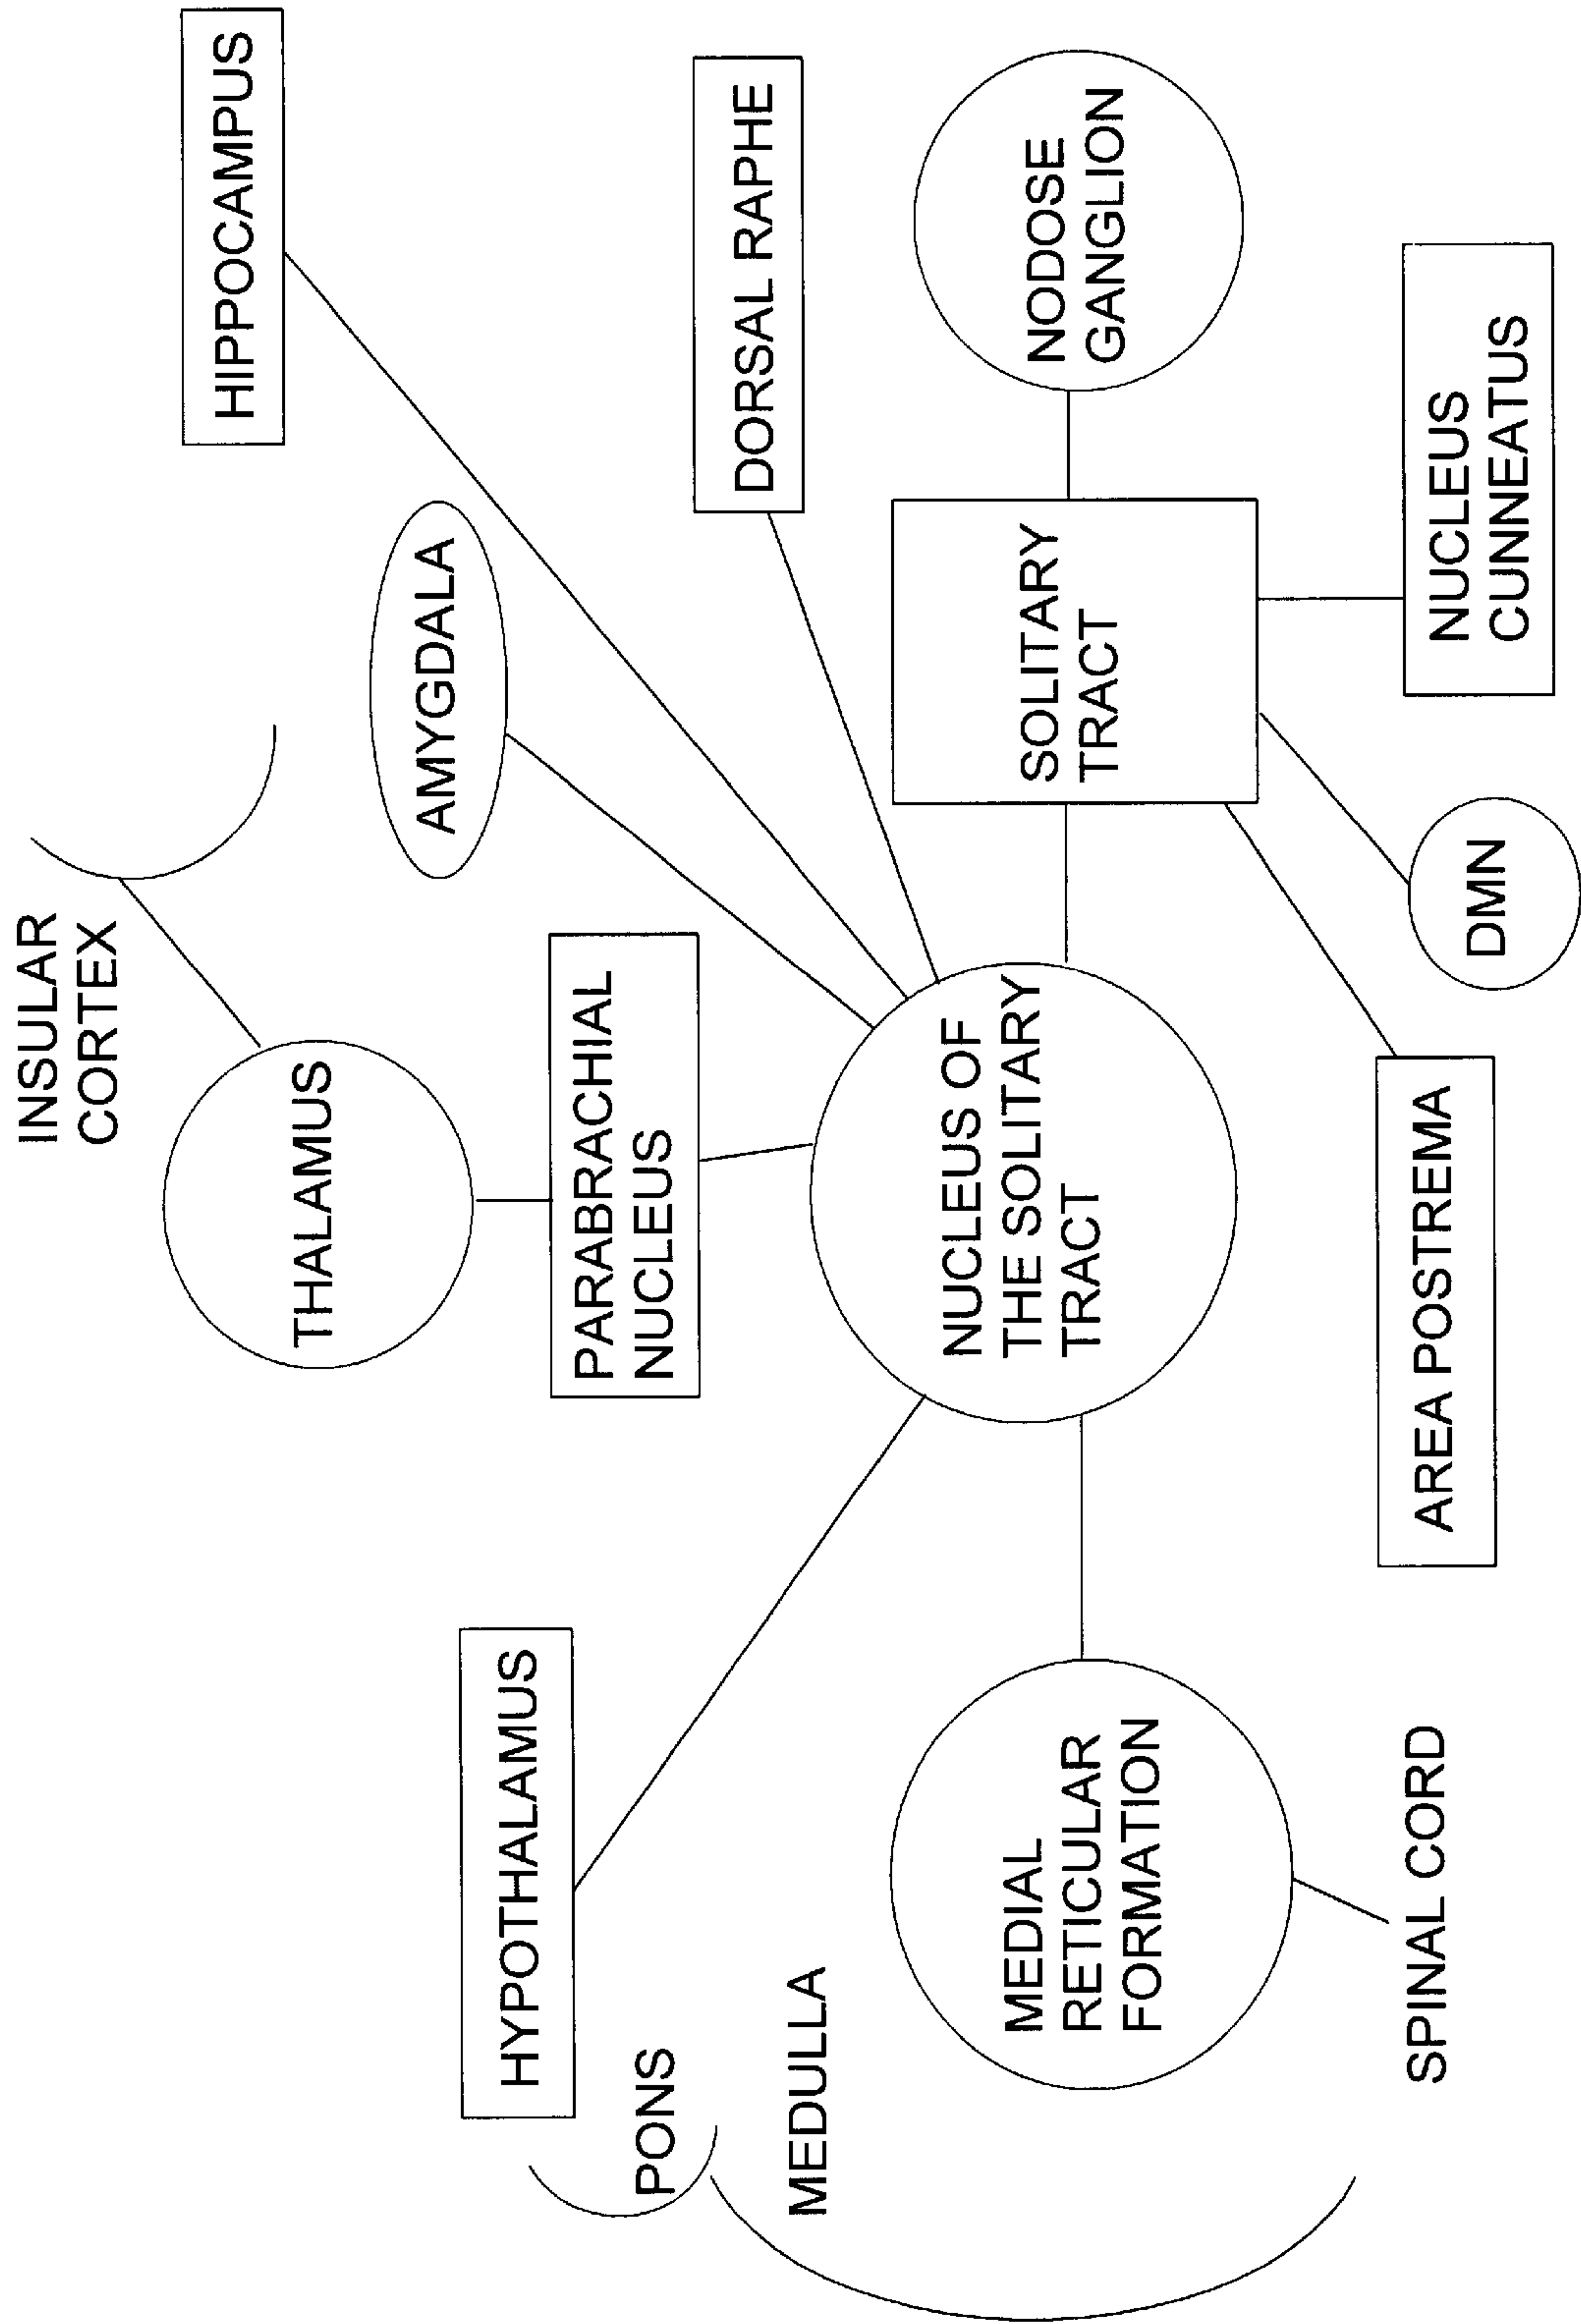 INSULAR
CORTEX
HIPPOCAMPUS
THALAMUS
AMYGDALA
HYPOTHALAMUS
PARABRACHIAL
NUCLEUS
DORSAL RAPHE
PONS
MEDULLA
NUCLEUS OF
THE SOLITARY
TRACT
SOLITARY
TRACT
NODOSE
GANGLION
MEDIAL
RETICULAR
FORMATION
SPINAL CORD
AREA POSTREMA
DMN
NUCLEUS
CUNNEATUS